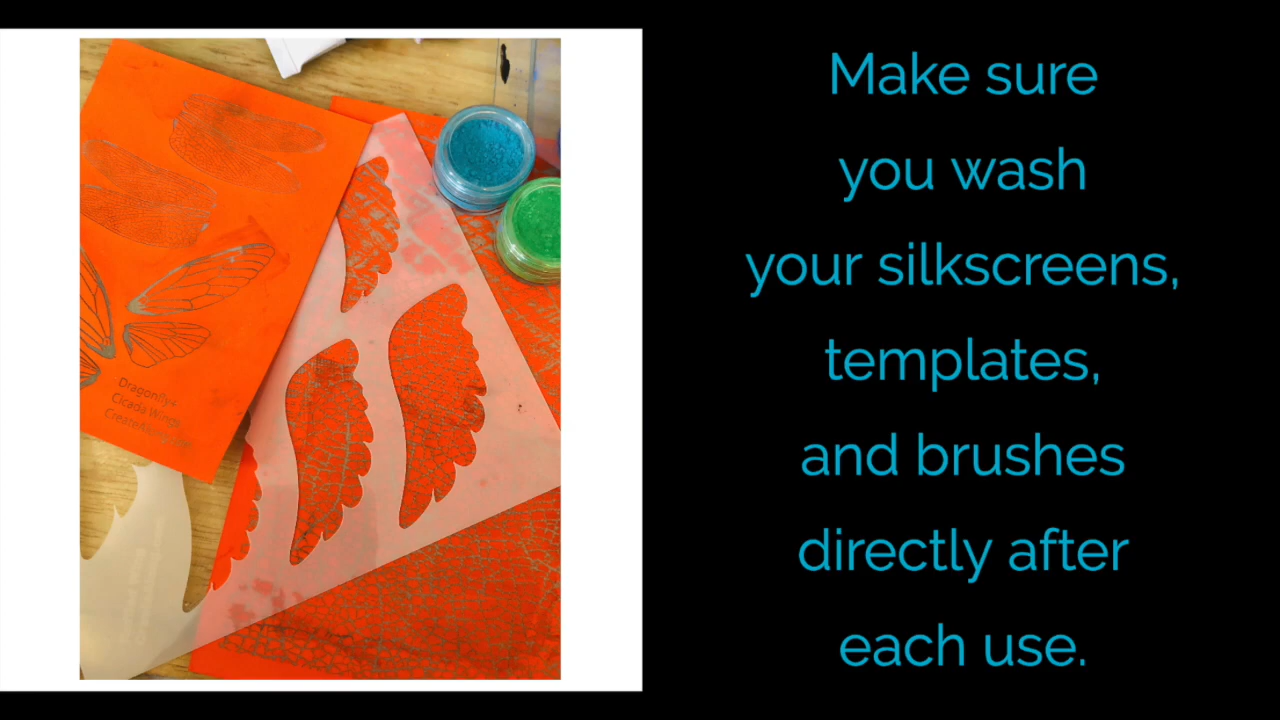 Make sure
you wash
your silkscreens,
templates,
and brushes
directly after
each use.
Dragonfly+
Cicada Wings